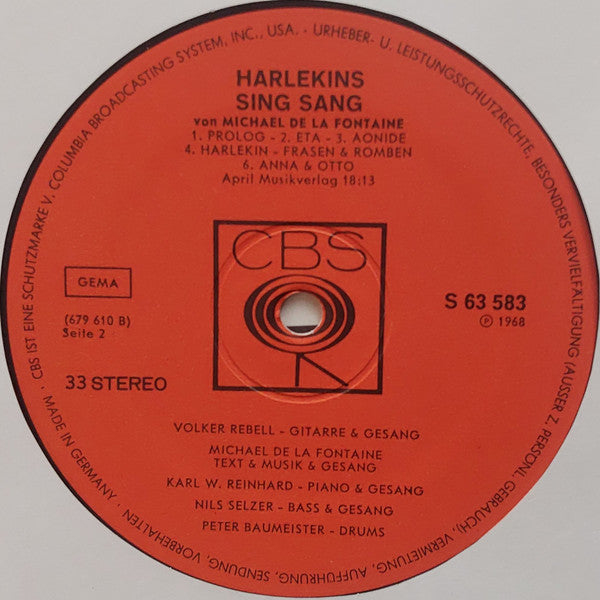 HARLEKINS
SING SANG
von MICHAEL DE LA FONTAINE
1. PROLOG - 2. ETA - 3. AONIDE
4. HARLEKIN - FRASEN & ROMBEN
6. ANNA & OTTO
April Musikverlag 18:13
CBS
GEMA
(679 610 B)
Seite 2
33 STEREO
S 63 583
Ⓟ 1968
VOLKER REBELL - GITARRE & GESANG
MICHAEL DE LA FONTAINE
TEXT & MUSIK & GESANG
KARL W. REINHARD - PIANO & GESANG
NILS SELZER - BASS & GESANG
PETER BAUMEISTER - DRUMS
· CBS IST EINE SCHUTZMARKE V. COLUMBIA BROADCASTING SYSTEM, INC., USA. - URHEBER- U. LEISTUNGSSCHUTZRECHTE, BESONDERS VERVIELFÄLTIGUNG (AUSSER Z. PERSÖNL. GEBRAUCH), VERMIETUNG, AUFFÜHRUNG, SENDUNG, VORBEHALTEN · MADE IN GERMANY